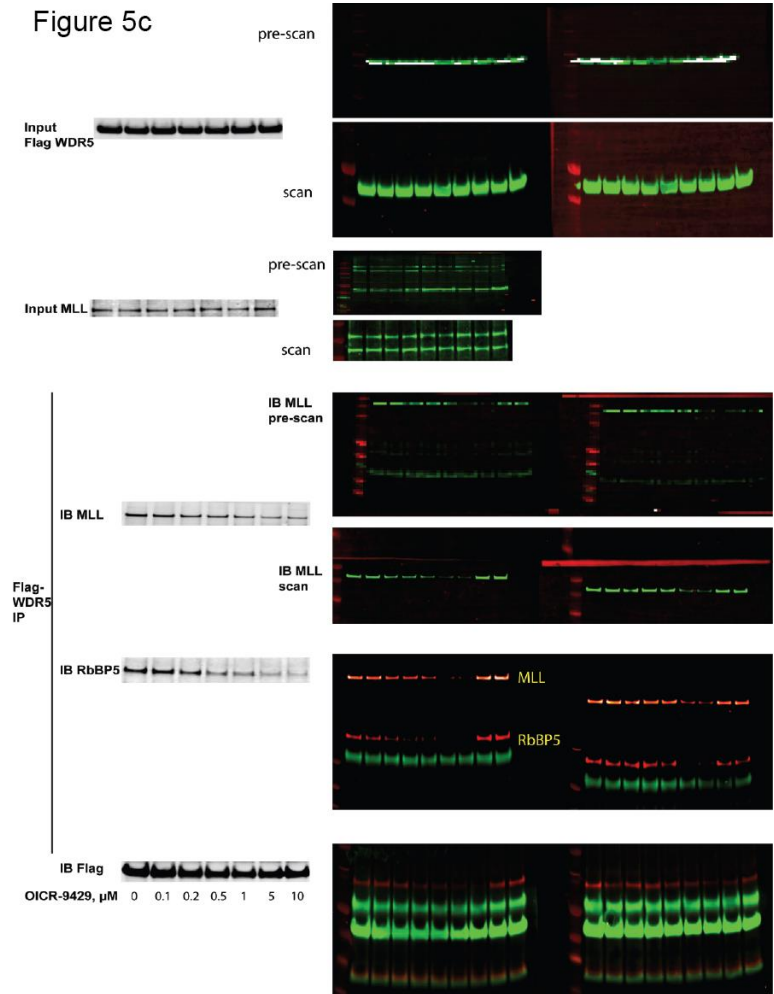 Figure 5c
pre-scan
Input
Flag WDR5
scan
pre-scan
Input MLL
scan
IB MLL
pre-scan
IB MLL
IB MLL
scan
Flag-
WDR5
IP
IB RbBP5
MLL
RbBP5
IB Flag
OICR-9429, µM 0 0.1 0.2 0.5 1 5 10